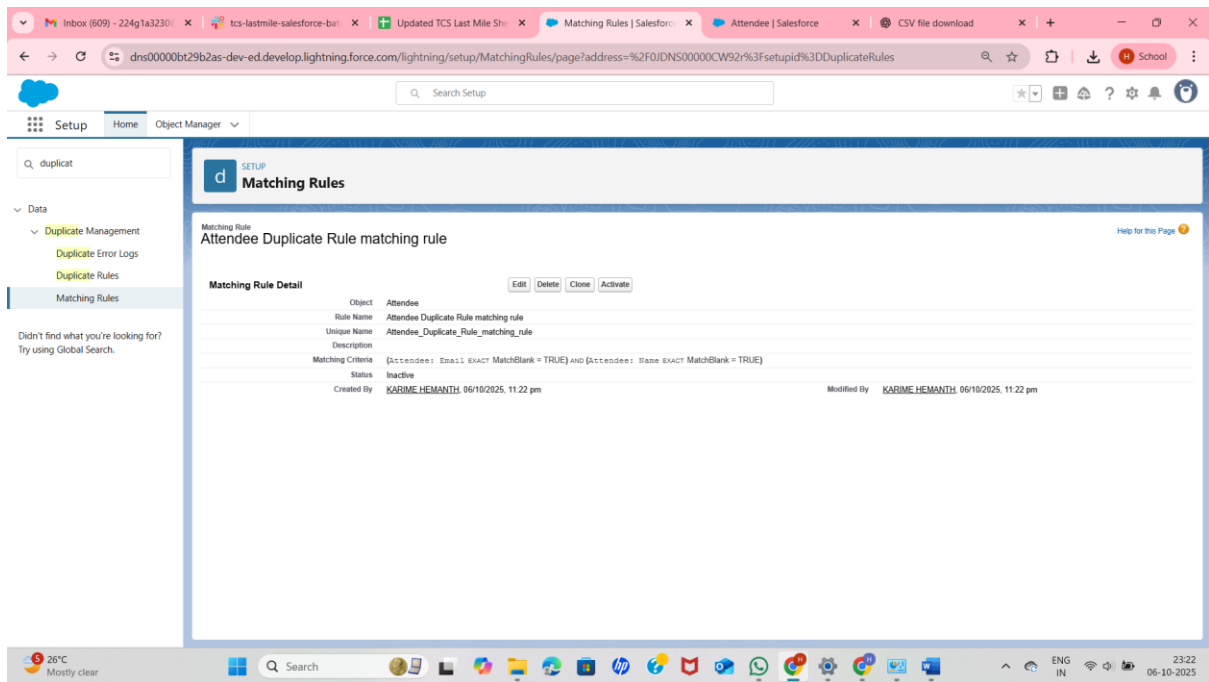 Inbox (609) - 224g1a3230
tcs-lastmile-salesforce-bat
Updated TCS Last Mile She
Matching Rules | Salesforce
Attendee | Salesforce
CSV file download
dns00000bt29b2as-dev-ed.develop.lightning.force.com/lightning/setup/MatchingRules/page?address=%2F0JDNS00000CW92r%3Fsetupid%3DDuplicateRules
H School
Search Setup
Setup Home Object Manager
duplicat
SETUP
d Matching Rules
Data
Duplicate Management
Duplicate Error Logs
Duplicate Rules
Matching Rules
Didn't find what you're looking for?
Try using Global Search.
Matching Rule
Attendee Duplicate Rule matching rule
Help for this Page ?
Matching Rule Detail Edit Delete Clone Activate
Object Attendee
Rule Name Attendee Duplicate Rule matching rule
Unique Name Attendee_Duplicate_Rule_matching_rule
Description
Matching Criteria (Attendee: Email EXACT MatchBlank = TRUE) AND (Attendee: Name EXACT MatchBlank = TRUE)
Status Inactive
Created By KARIME HEMANTH, 06/10/2025, 11:22 pm Modified By KARIME HEMANTH, 06/10/2025, 11:22 pm
5 26°C
Mostly clear
Search
ENG
IN
23:22
06-10-2025